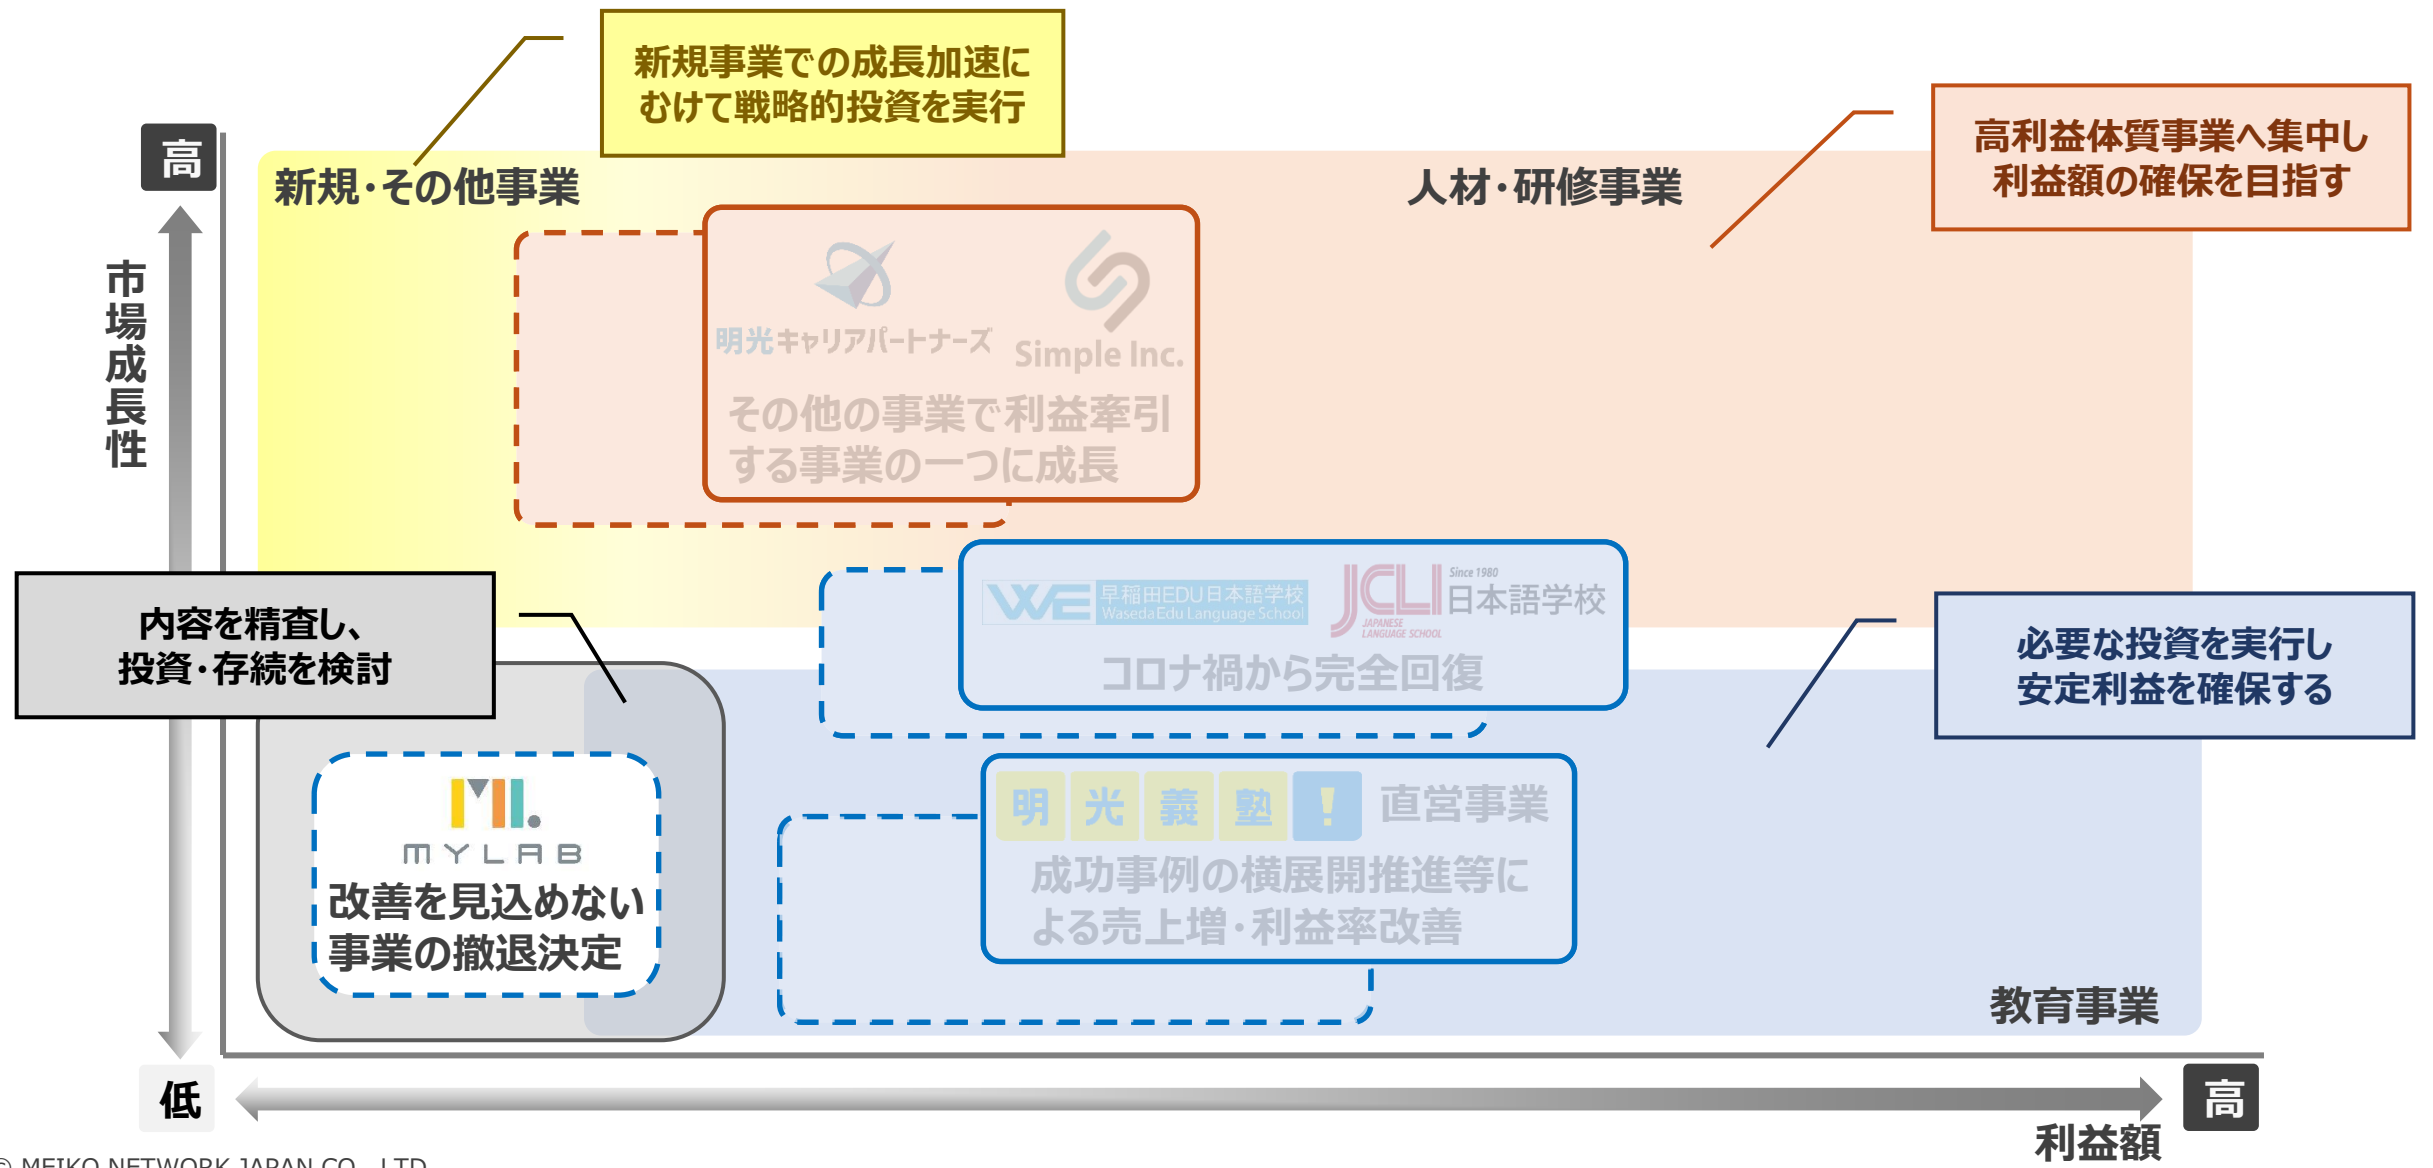 新規事業での成長加速に
むけて戦略的投資を実行
高利益体質事業へ集中し
利益額の確保を目指す
高
新規・その他事業
人材・研修事業
市場成長性
明光キャリアパートナーズ
Simple Inc.
その他の事業で利益牽引
する事業の一つに成長
WE
早稲田EDU日本語学校
Waseda Edu Language School
JCLI
JAPANESE
LANGUAGE SCHOOL
Since 1980
日本語学校
コロナ禍から完全回復
内容を精査し、
投資・存続を検討
必要な投資を実行し
安定利益を確保する
MYLAB
改善を見込めない
事業の撤退決定
明光義塾! 直営事業
成功事例の横展開推進等に
よる売上増・利益率改善
教育事業
低
高
利益額
© MEIKO NETWORK JAPAN CO., LTD.